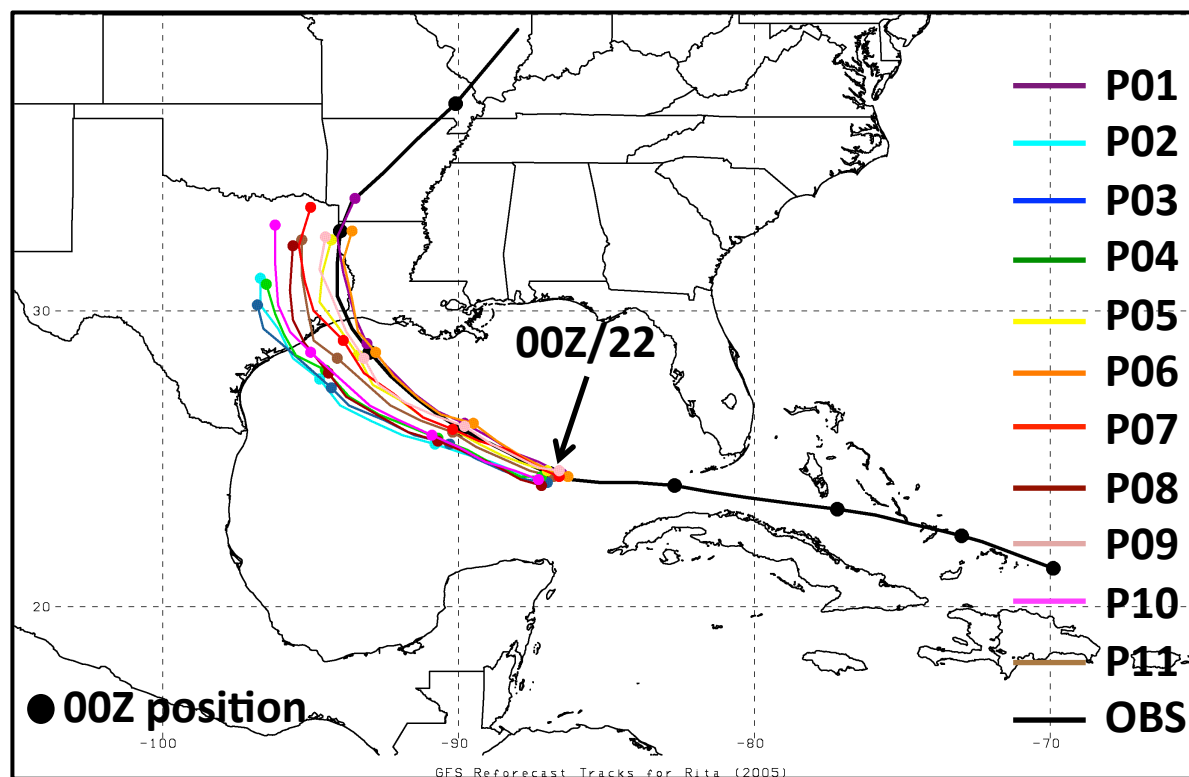 P01
P02
P03
P04
30
00Z/22
P05
P06
P07
P08
P09
20
P10
P11
00Z position
OBS
-100
-90
-80
-70
GFS Reforecast Tracks for Rita (2005)